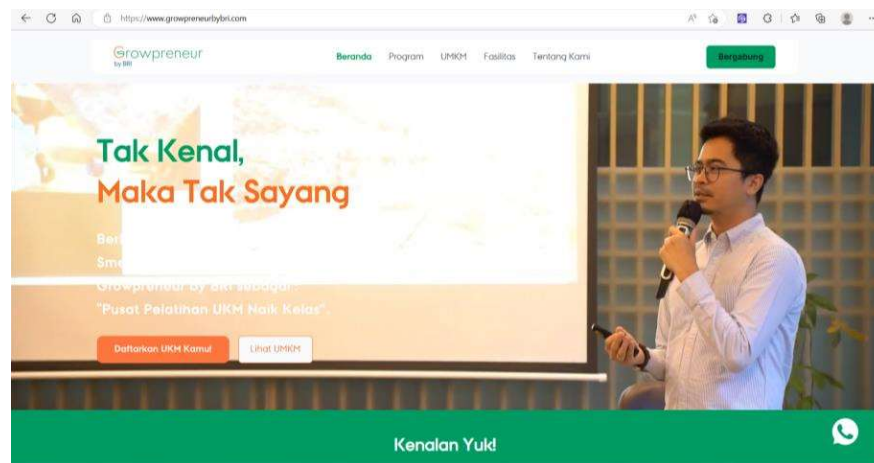 https://www.growpreneurbybri.com
Growpreneur
by BRI
Beranda Program UMKM Fasilitas Tentang Kami Bergabung
Tak Kenal,
Maka Tak Sayang
Growpreneur by BRI sebagai
"Pusat Pelatihan UKM Naik Kelas".
Daftarkan UKM Kamu! Lihat UMKM
Kenalan Yuk!